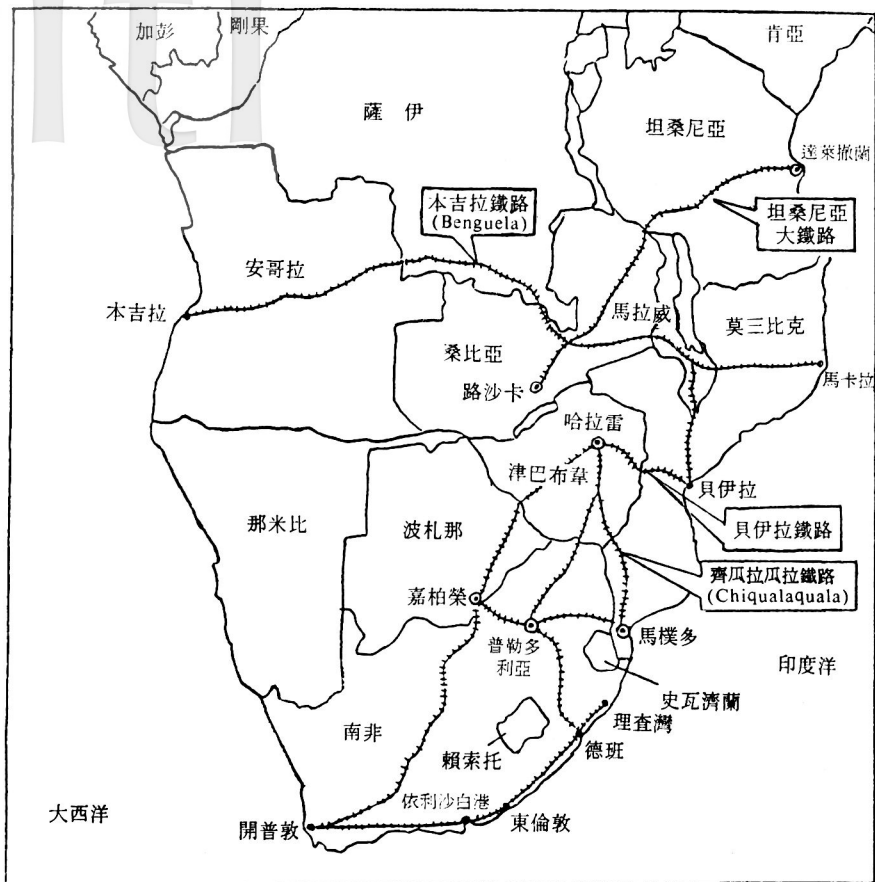 加彭
剛果
肯亞
薩伊
坦桑尼亞
達萊撒蘭
本吉拉鐵路
(Benguela)
坦桑尼亞
大鐵路
安哥拉
本吉拉
馬拉威
莫三比克
桑比亞
馬卡拉
路沙卡
哈拉雷
津巴布韋
貝伊拉
那米比
波札那
貝伊拉鐵路
齊瓜拉瓜拉鐵路
(Chiqualaquala)
嘉柏榮
普勒多
利亞
馬樸多
印度洋
史瓦濟蘭
理查灣
南非
賴索托
德班
大西洋
依利沙白港
開普敦
東倫敦